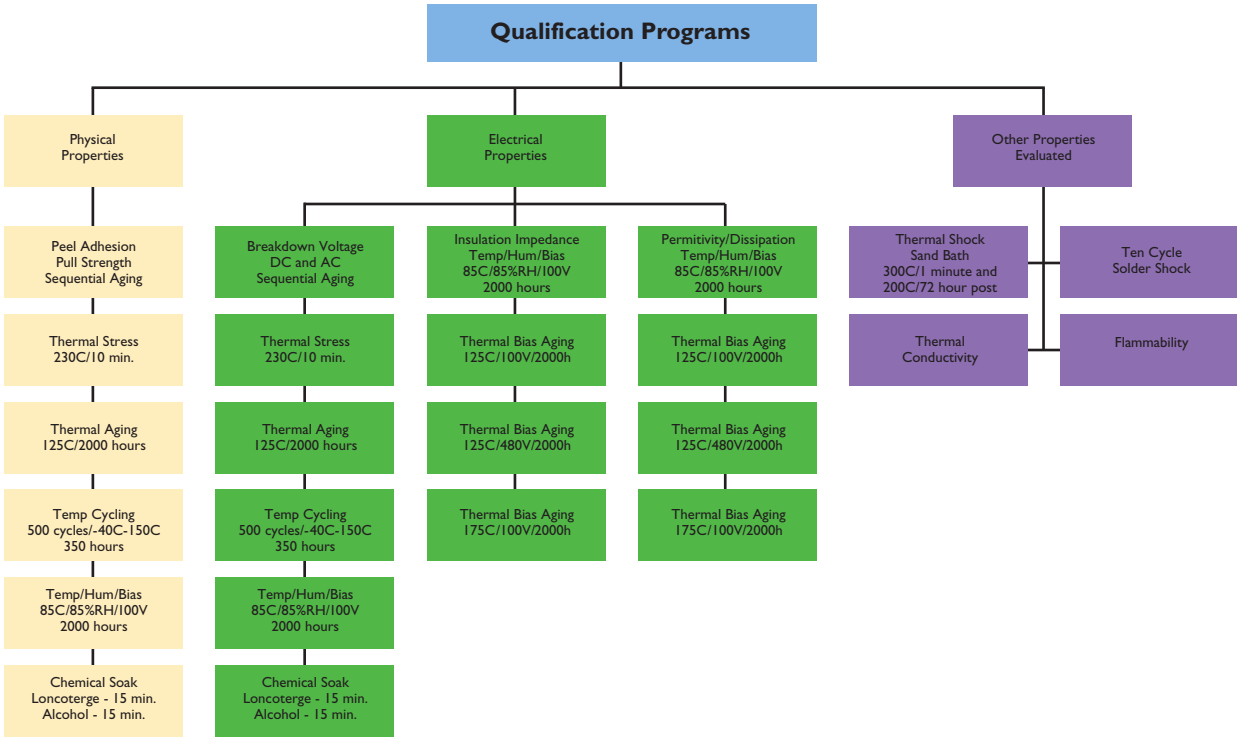 Qualification Programs
Physical
Properties
Electrical
Properties
Other Properties
Evaluated
Peel Adhesion
Pull Strength
Sequential Aging
Breakdown Voltage
DC and AC
Sequential Aging
Insulation Impedance
Temp/Hum/Bias
85C/85%RH/100V
2000 hours
Permitivity/Dissipation
Temp/Hum/Bias
85C/85%RH/100V
2000 hours
Thermal Shock
Sand Bath
300C/1 minute and
200C/72 hour post
Ten Cycle
Solder Shock
Thermal Stress
230C/10 min.
Thermal Stress
230C/10 min.
Thermal Bias Aging
125C/100V/2000h
Thermal Bias Aging
125C/100V/2000h
Thermal
Conductivity
Flammability
Thermal Aging
125C/2000 hours
Thermal Aging
125C/2000 hours
Thermal Bias Aging
125C/480V/2000h
Thermal Bias Aging
125C/480V/2000h
Temp Cycling
500 cycles/-40C-150C
350 hours
Temp Cycling
500 cycles/-40C-150C
350 hours
Thermal Bias Aging
175C/100V/2000h
Thermal Bias Aging
175C/100V/2000h
Temp/Hum/Bias
85C/85%RH/100V
2000 hours
Temp/Hum/Bias
85C/85%RH/100V
2000 hours
Chemical Soak
Loncoterge - 15 min.
Alcohol - 15 min.
Chemical Soak
Loncoterge - 15 min.
Alcohol - 15 min.